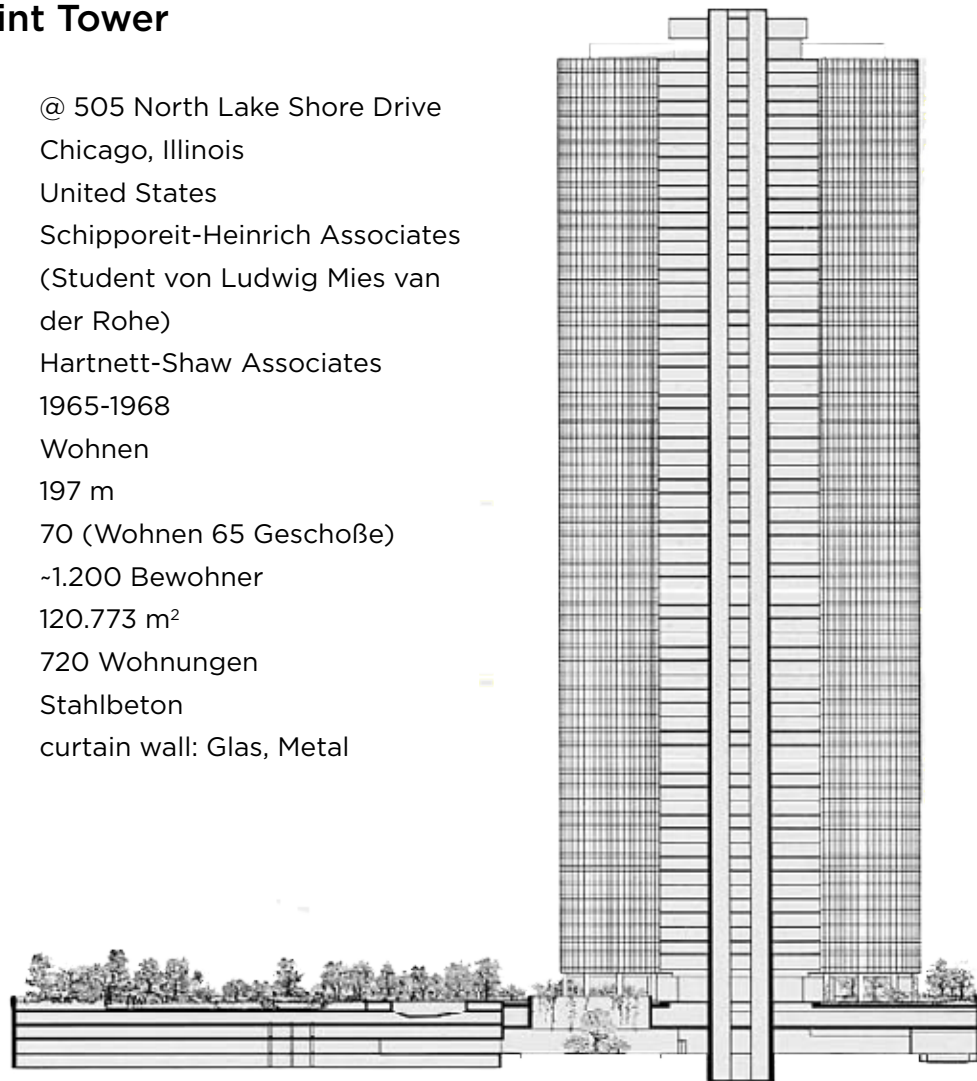 int Tower
@ 505 North Lake Shore Drive
Chicago, Illinois
United States
Schipporeit-Heinrich Associates
(Student von Ludwig Mies van
der Rohe)
Hartnett-Shaw Associates
1965-1968
Wohnen
197 m
70 (Wohnen 65 Geschoße)
~1.200 Bewohner
120.773 m²
720 Wohnungen
Stahlbeton
curtain wall: Glas, Metal